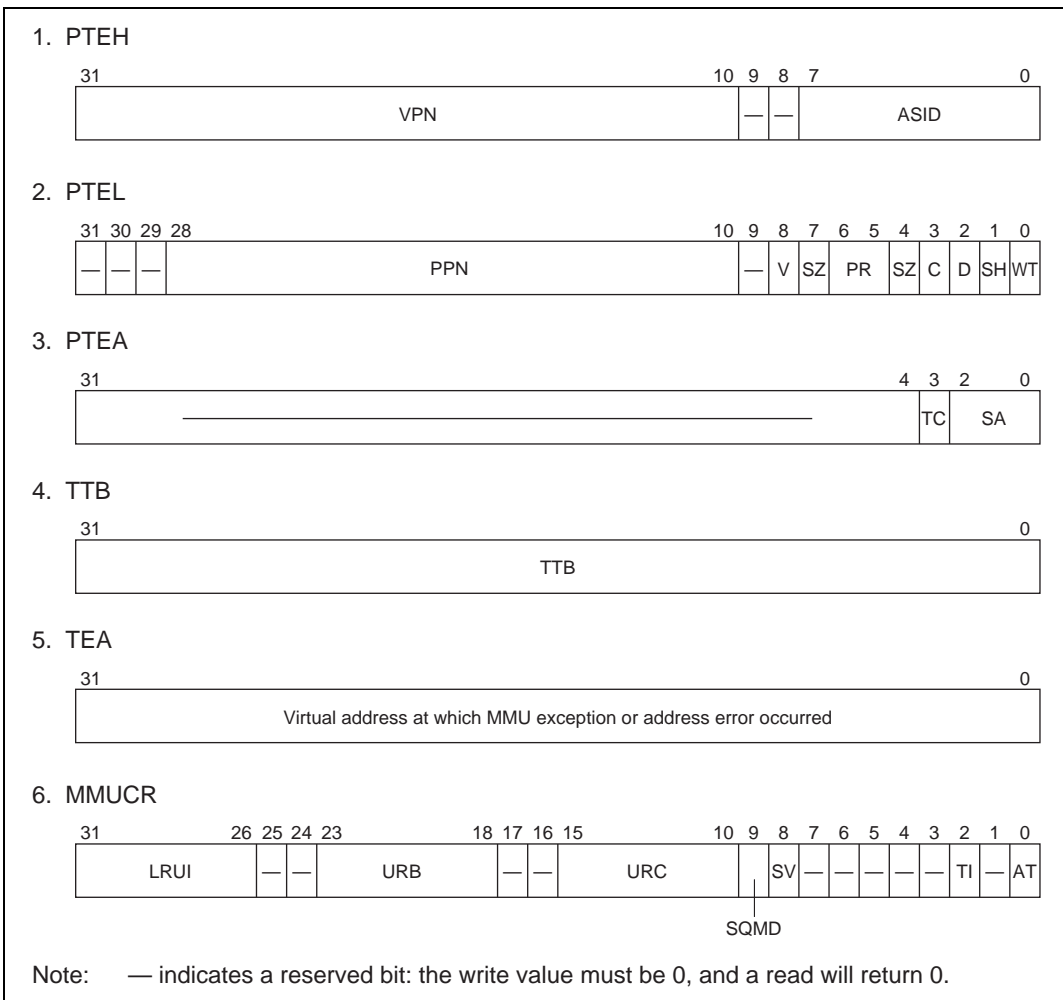 1. PTEH
31 10 9 8 7 0
VPN — — ASID
2. PTEL
31 30 29 28 10 9 8 7 6 5 4 3 2 1 0
— — — PPN — V SZ PR SZ C D SH WT
3. PTEA
31 4 3 2 0
— TC SA
4. TTB
31 0
TTB
5. TEA
31 0
Virtual address at which MMU exception or address error occurred
6. MMUCR
31 26 25 24 23 18 17 16 15 10 9 8 7 6 5 4 3 2 1 0
LRUI — — URB — — URC SV — — — — — TI — AT
SQMD
Note: — indicates a reserved bit: the write value must be 0, and a read will return 0.